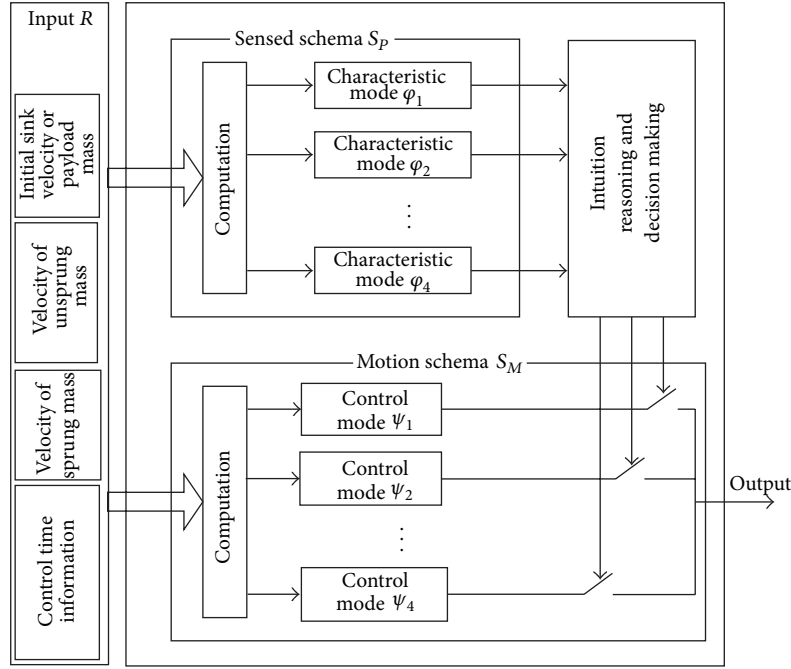 Input R
Initial sink
velocity or
payload
mass
Velocity of
unsprung
mass
Velocity of
sprung mass
Control time
information
Sensed schema S_P
Computation
Characteristic
mode φ_1
Characteristic
mode φ_2
⋮
Characteristic
mode φ_4
Intuition
reasoning and
decision making
Motion schema S_M
Computation
Control
mode ψ_1
Control
mode ψ_2
⋮
Control
mode ψ_4
Output